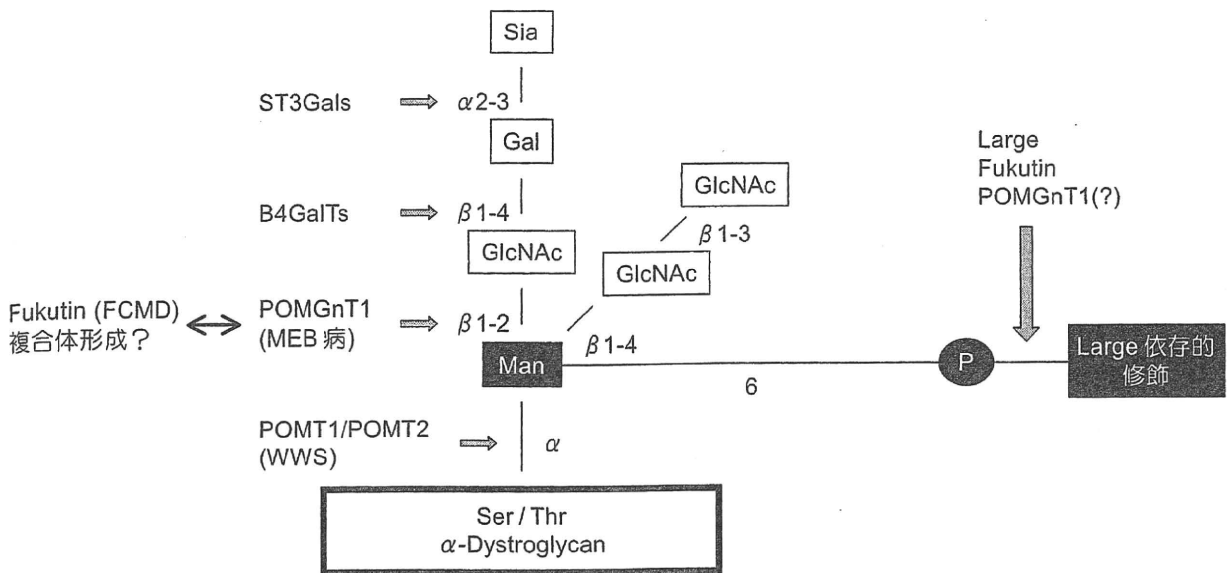 Sia
ST3Gals
α2-3
Gal
Large
Fukutin
POMGnT1(?)
GlcNAc
B4GalTs
β1-4
β1-3
GlcNAc
GlcNAc
Fukutin (FCMD)
複合体形成？
POMGnT1
(MEB 病)
β1-2
β1-4
Man
P
Large 依存的
修飾
6
POMT1/POMT2
(WWS)
α
Ser / Thr
α-Dystroglycan